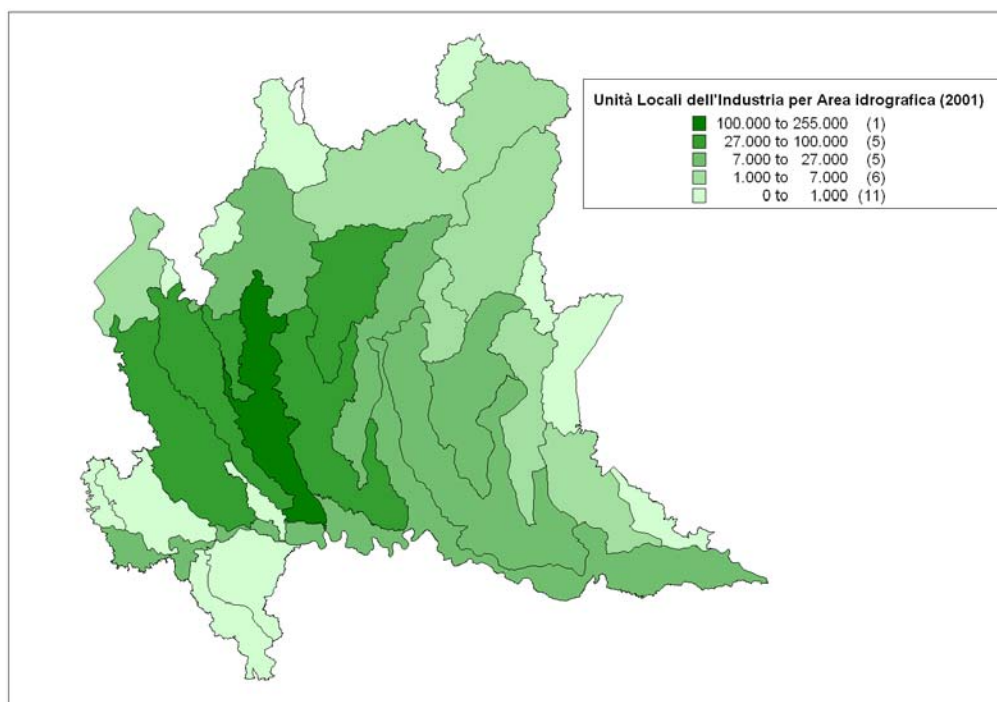 Unità Locali dell'Industria per Area idrografica (2001)
100.000 to 255.000 (1)
27.000 to 100.000 (5)
7.000 to 27.000 (5)
1.000 to 7.000 (6)
0 to 1.000 (11)